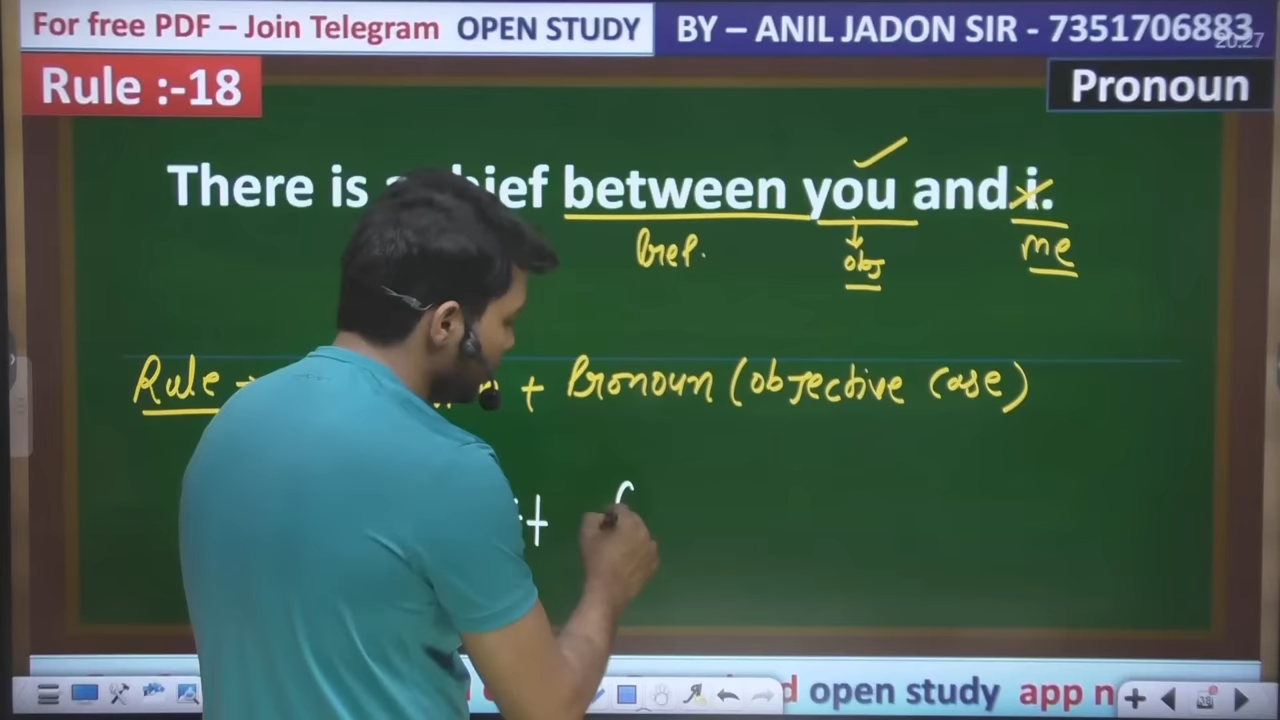 For free PDF – Join Telegram OPEN STUDY BY – ANIL JADON SIR - 7351706883
20:27
Rule :-18
Pronoun
There is between you and i.
Prep. obj me
Rule + Pronoun (objective case)
open study app